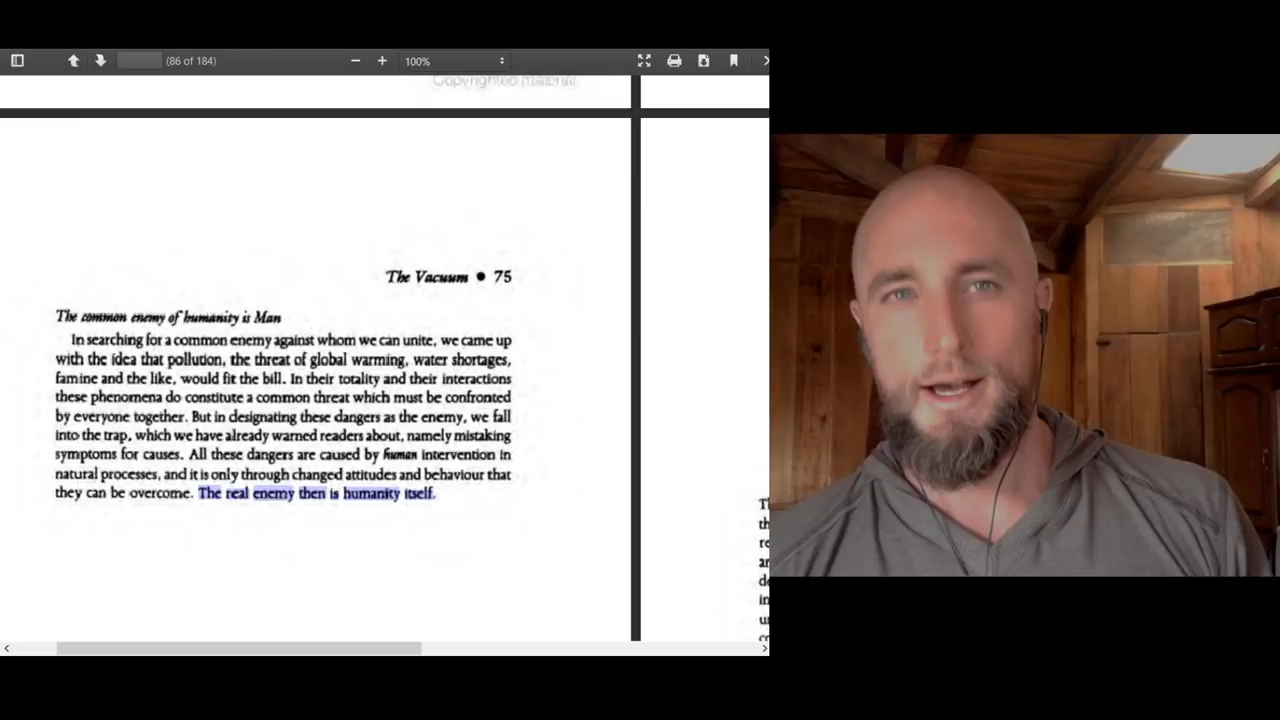 (86 of 184)
100%
Copyrighted material
The Vacuum ● 75
The common enemy of humanity is Man
In searching for a common enemy against whom we can unite, we came up
with the idea that pollution, the threat of global warming, water shortages,
famine and the like, would fit the bill. In their totality and their interactions
these phenomena do constitute a common threat which must be confronted
by everyone together. But in designating these dangers as the enemy, we fall
into the trap, which we have already warned readers about, namely mistaking
symptoms for causes. All these dangers are caused by human intervention in
natural processes, and it is only through changed attitudes and behaviour that
they can be overcome. The real enemy then is humanity itself.